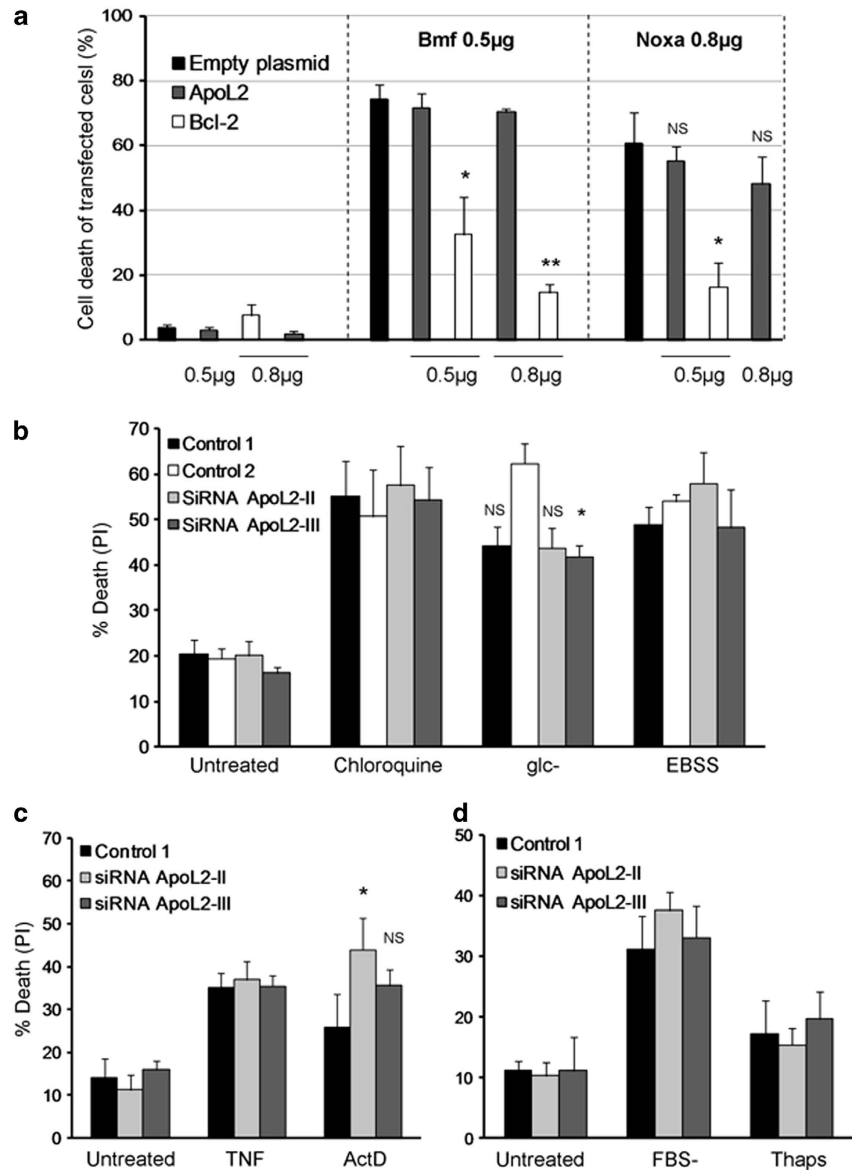 a
Cell death of transfected celsl (%)
100
80
60
40
20
0
Empty plasmid
ApoL2
Bcl-2
Bmf 0.5µg
Noxa 0.8µg
*
**
NS
*
NS
0.5µg
0.8µg
0.5µg
0.8µg
0.5µg
0.8µg
b
% Death (PI)
70
60
50
40
30
20
10
0
Control 1
Control 2
SiRNA ApoL2-II
SiRNA ApoL2-III
NS
NS
*
Untreated
Chloroquine
glc-
EBSS
c
% Death (PI)
70
60
50
40
30
20
10
0
Control 1
siRNA ApoL2-II
siRNA ApoL2-III
*
NS
Untreated
TNF
ActD
d
50
40
30
20
10
0
Control 1
siRNA ApoL2-II
siRNA ApoL2-III
Untreated
FBS-
Thaps